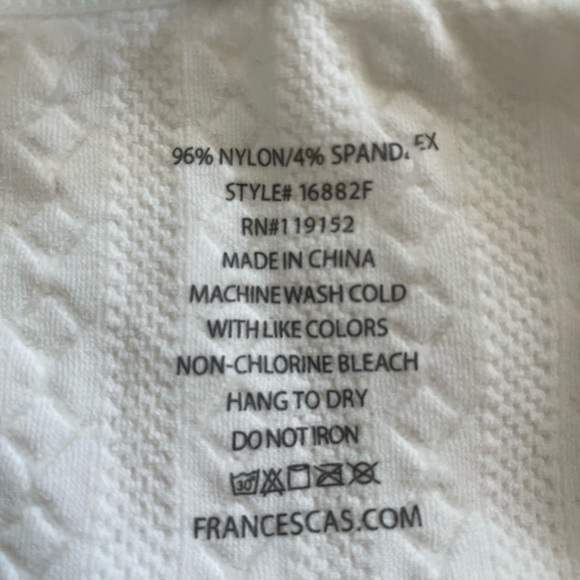 96% NYLON/4% SPANDEX
STYLE# 16882F
RN#119152
MADE IN CHINA
MACHINE WASH COLD
WITH LIKE COLORS
NON-CHLORINE BLEACH
HANG TO DRY
DO NOT IRON
30°
FRANCESCAS.COM